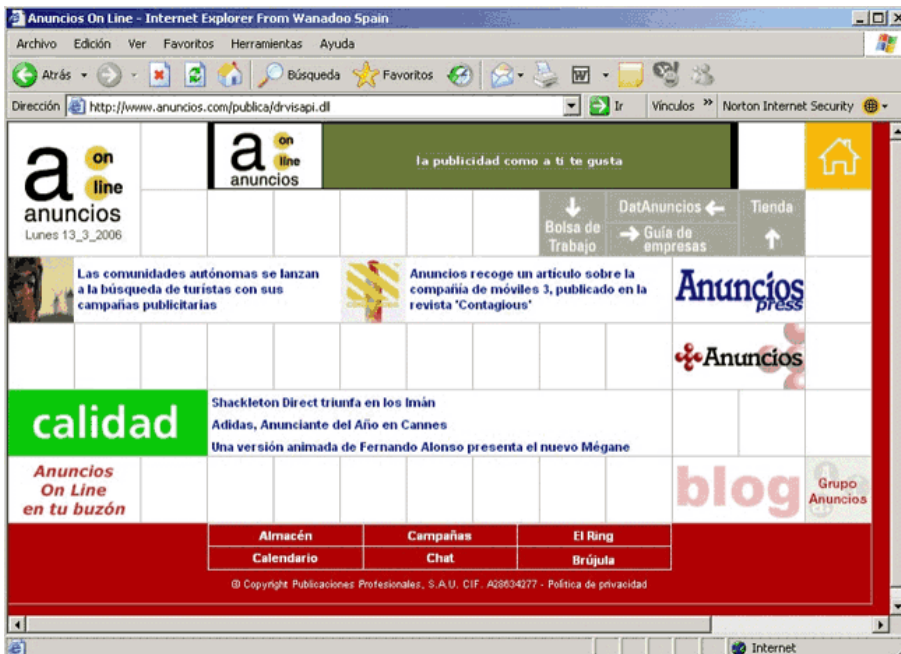 Anuncios On Line - Internet Explorer From Wanadoo Spain
Archivo Edición Ver Favoritos Herramientas Ayuda
Atrás Búsqueda Favoritos W
Dirección http://www.anuncios.com/publica/drvisapi.dl Ir Vínculos » Norton Internet Security
a on line
anuncios
Lunes 13_3_2006
a on line
anuncios
la publicidad como a ti te gusta
Bolsa de
Trabajo
DatAnuncios
Guía de
empresas
Tienda
Las comunidades autónomas se lanzan
a la búsqueda de turístas con sus
campañas publicitarias
Anuncios recoge un artículo sobre la
compañía de móviles 3, publicado en la
revista 'Contagious'
Anuncios
press
Anuncios
calidad
Shackleton Direct triunfa en los Imán
Adidas, Anunciante del Año en Cannes
Una versión animada de Fernando Alonso presenta el nuevo Mégane
Anuncios
On Line
en tu buzón
blog
Grupo
Anuncios
Almacén Campañas El Ring
Calendario Chat Brújula
© Copyright Publicaciones Profesionales, S.A.U. CIF. A28634277 - Política de privacidad
Internet